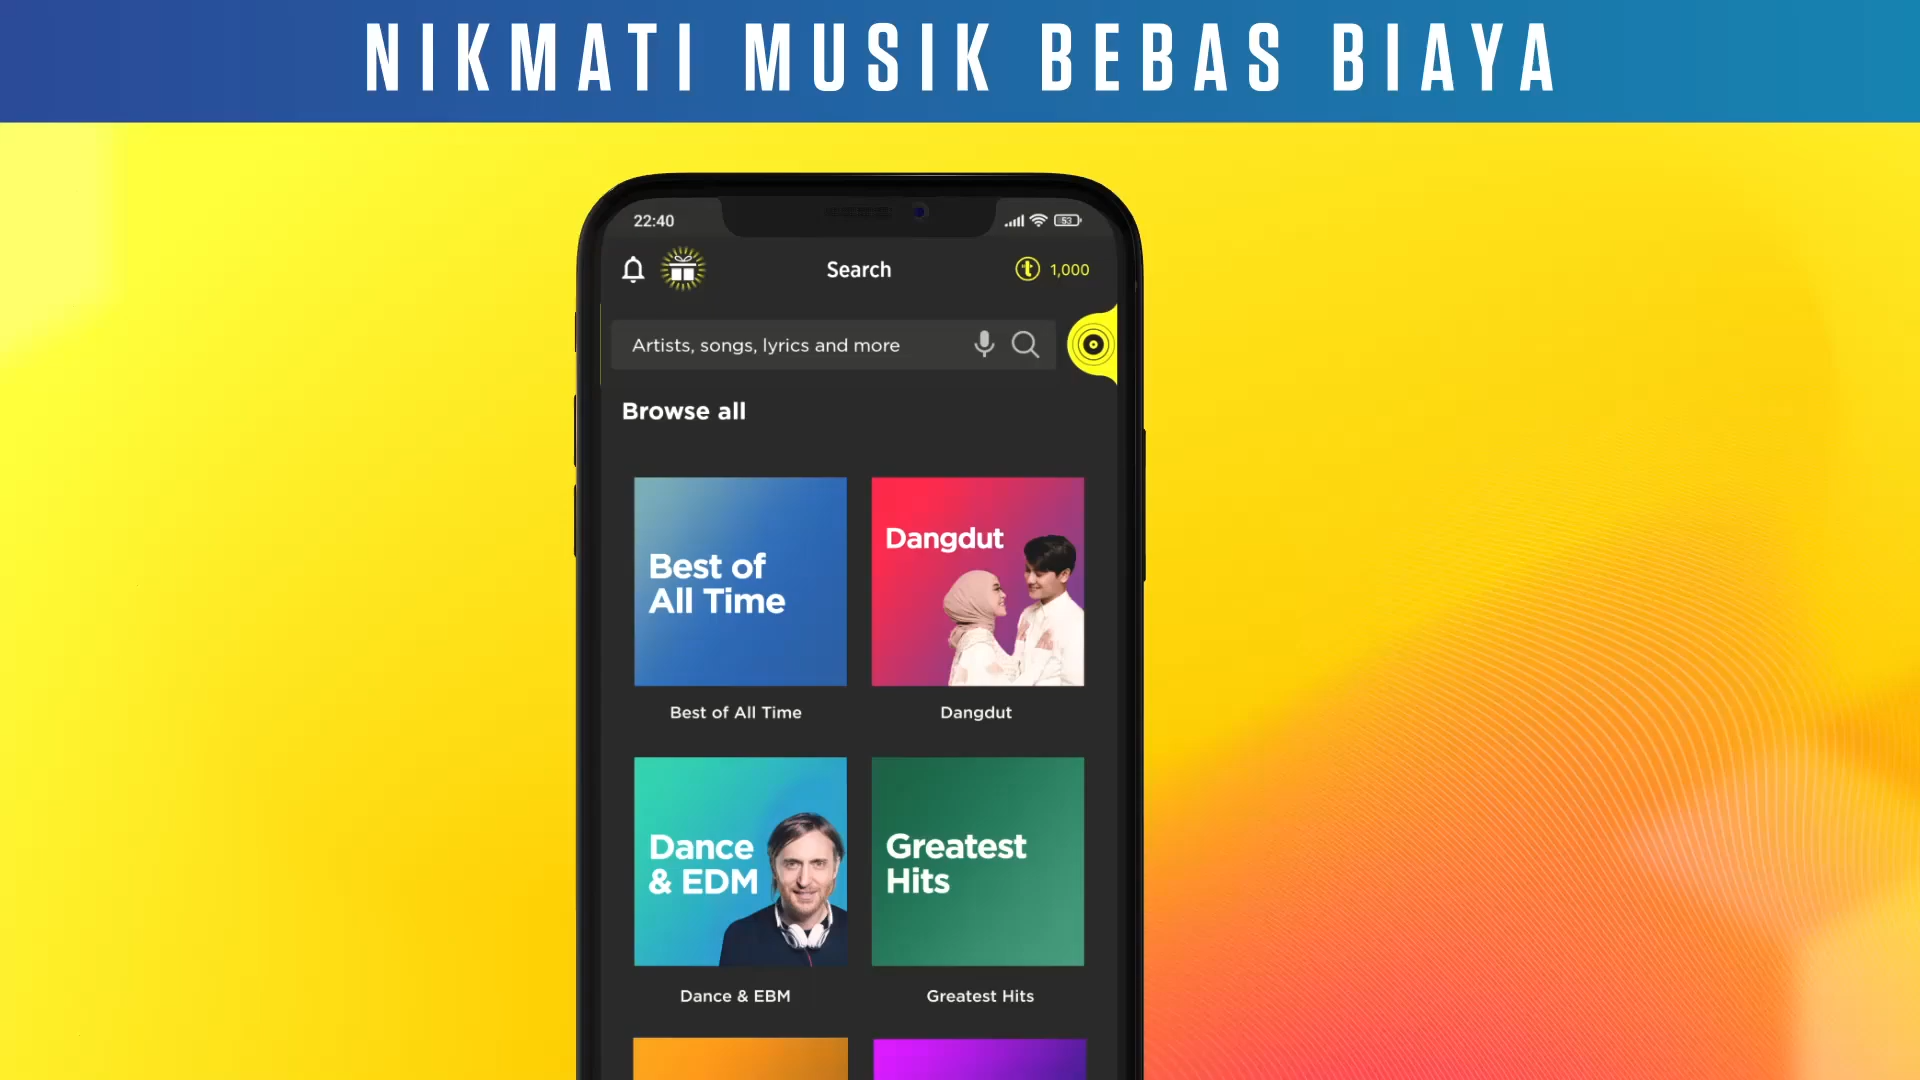 NIKMATI MUSIK BEBAS BIAYA
22:40
53
Search
t 1,000
Artists, songs, lyrics and more
Browse all
Best of
All Time
Dangdut
Best of All Time
Dangdut
Dance
& EDM
Greatest
Hits
Dance & EBM
Greatest Hits